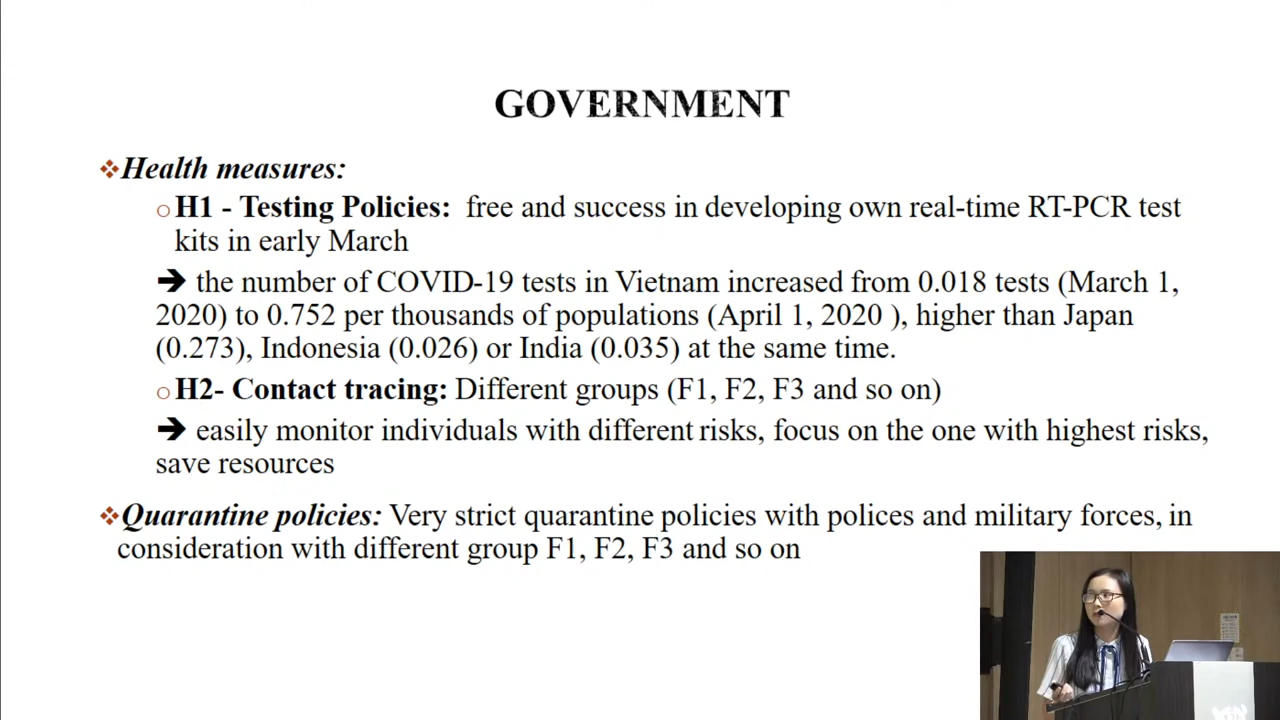 GOVERNMENT
❖Health measures:
○H1 - Testing Policies: free and success in developing own real-time RT-PCR test
kits in early March
➔ the number of COVID-19 tests in Vietnam increased from 0.018 tests (March 1,
2020) to 0.752 per thousands of populations (April 1, 2020 ), higher than Japan
(0.273), Indonesia (0.026) or India (0.035) at the same time.
○H2- Contact tracing: Different groups (F1, F2, F3 and so on)
➔ easily monitor individuals with different risks, focus on the one with highest risks,
save resources
❖Quarantine policies: Very strict quarantine policies with polices and military forces, in
consideration with different group F1, F2, F3 and so on